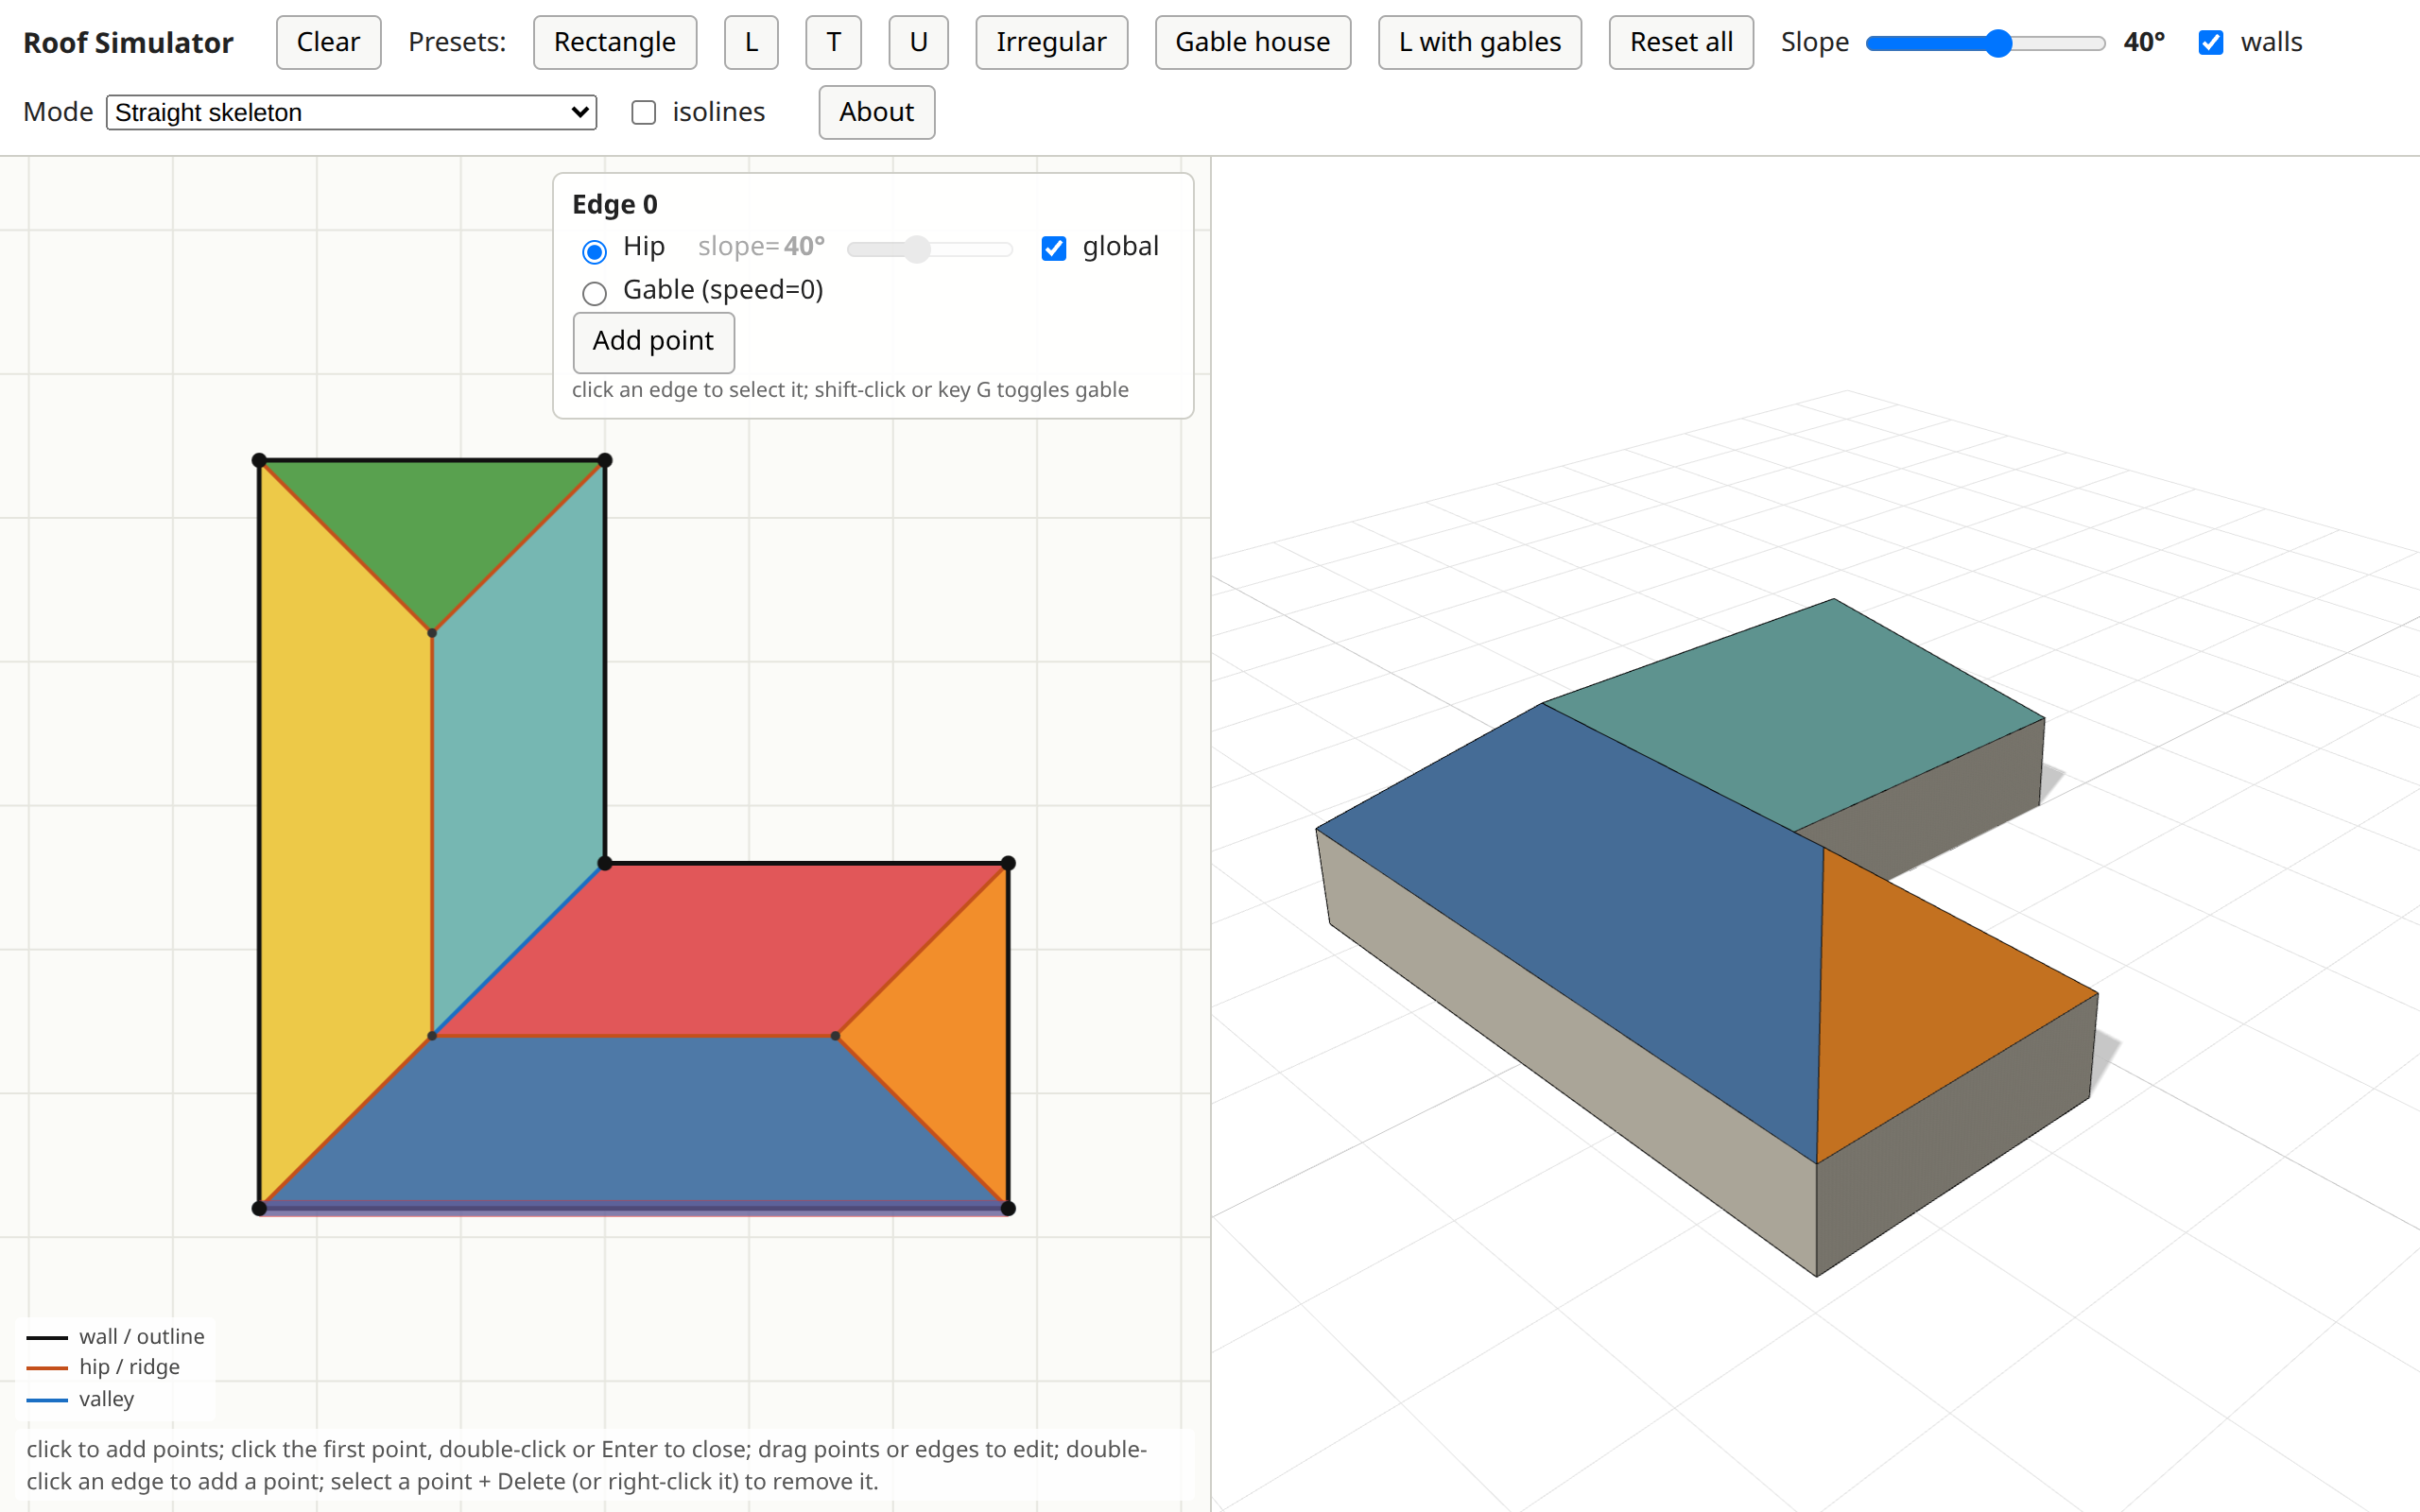 Roof Simulator Clear Presets: Rectangle L T U Irregular Gable house L with gables Reset all Slope 40° walls
Mode Straight skeleton isolines About
Edge 0
Hip slope= 40° global
Gable (speed=0)
Add point
click an edge to select it; shift-click or key G toggles gable
wall / outline
hip / ridge
valley
click to add points; click the first point, double-click or Enter to close; drag points or edges to edit; double-
click an edge to add a point; select a point + Delete (or right-click it) to remove it.